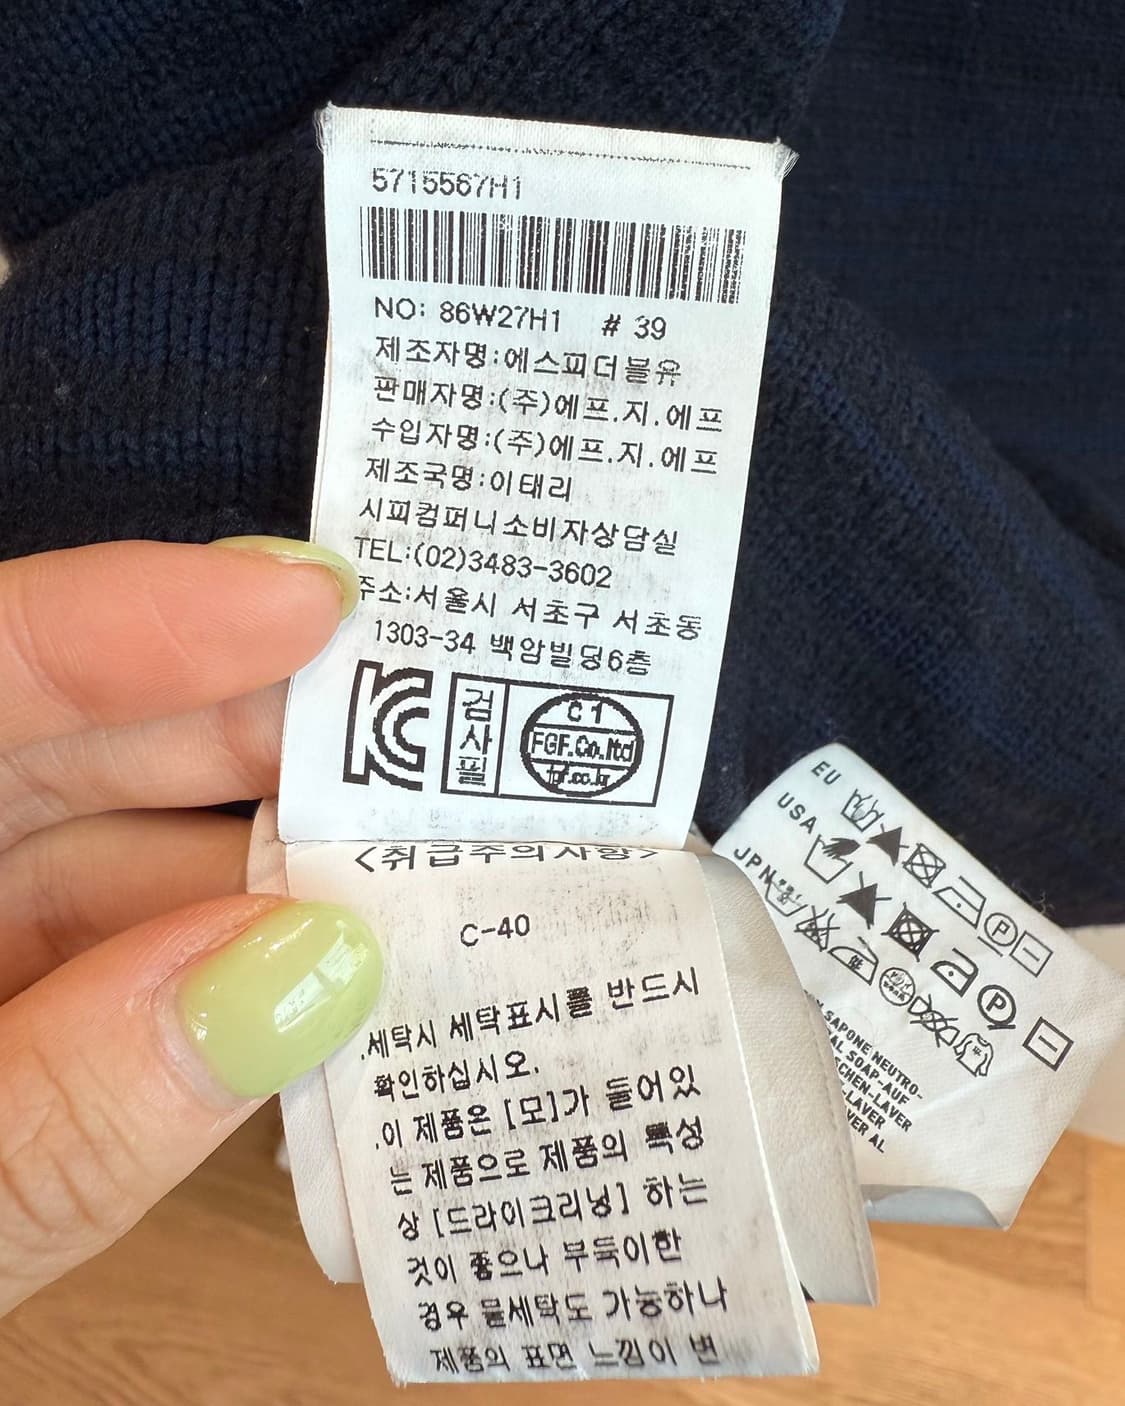 5715567H1
NO: 86W27H1 # 39
제조자명:에스피더블유
판매자명:(주)에프.지.에프
수입자명:(주)에프.지.에프
제조국명:이태리
시피컴퍼니소비자상담실
TEL:(02)3483-3602
주소:서울시 서초구 서초동
1303-34 백암빌딩6층
KC
검사필
C1
FGF.Co.ltd
fgf.co.kr
<취급주의사항>
C-40
.세탁시 세탁표시를 반드시
확인하십시오.
.이 제품은 [모]가 들어있
는 제품으로 제품의 특성
상 [드라이크리닝] 하는
것이 좋으나 부득이한
경우 물세탁도 가능하나
제품의 표면 느낌이 변
EU
P
USA
P
JPN
SAPONE NEUTRO-
SOAP-AUF
-LAVER
-LAVER
AL